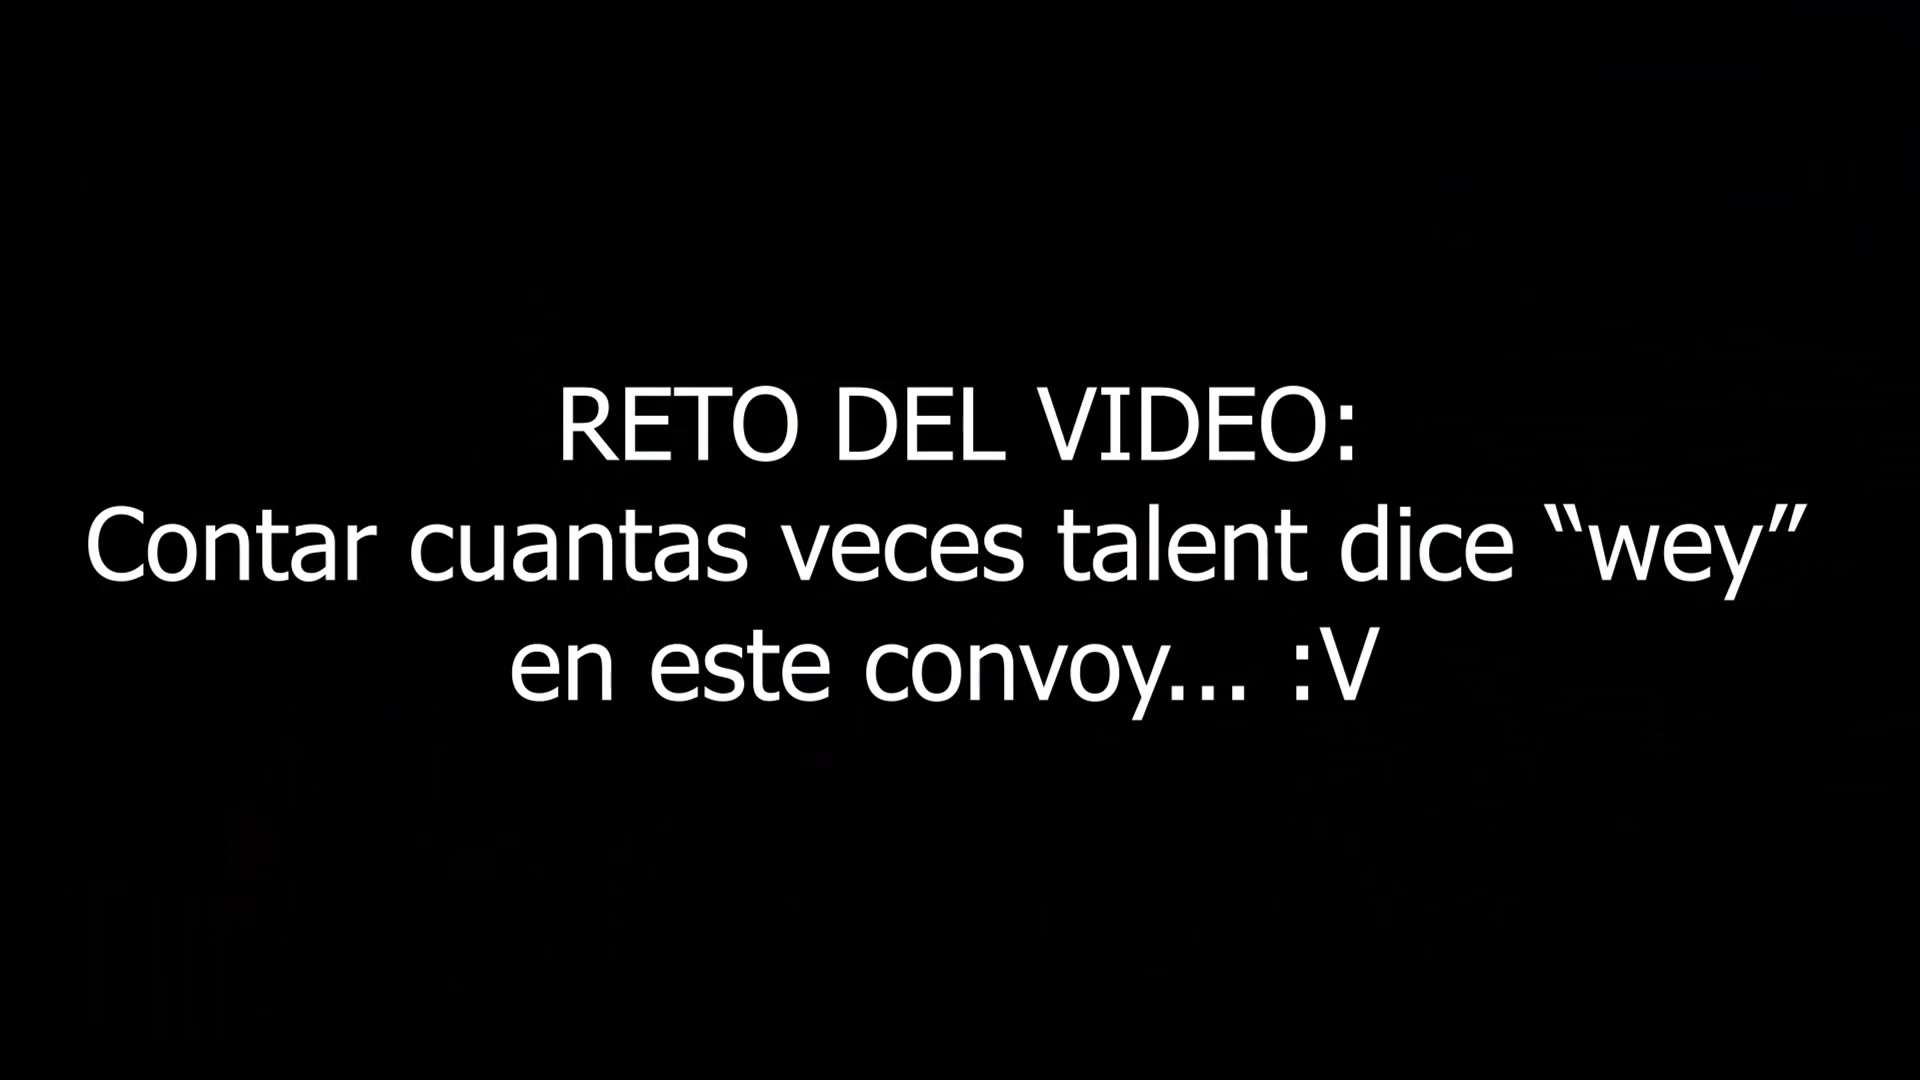 RETO DEL VIDEO:
Contar cuantas veces talent dice “wey”
en este convoy... :V